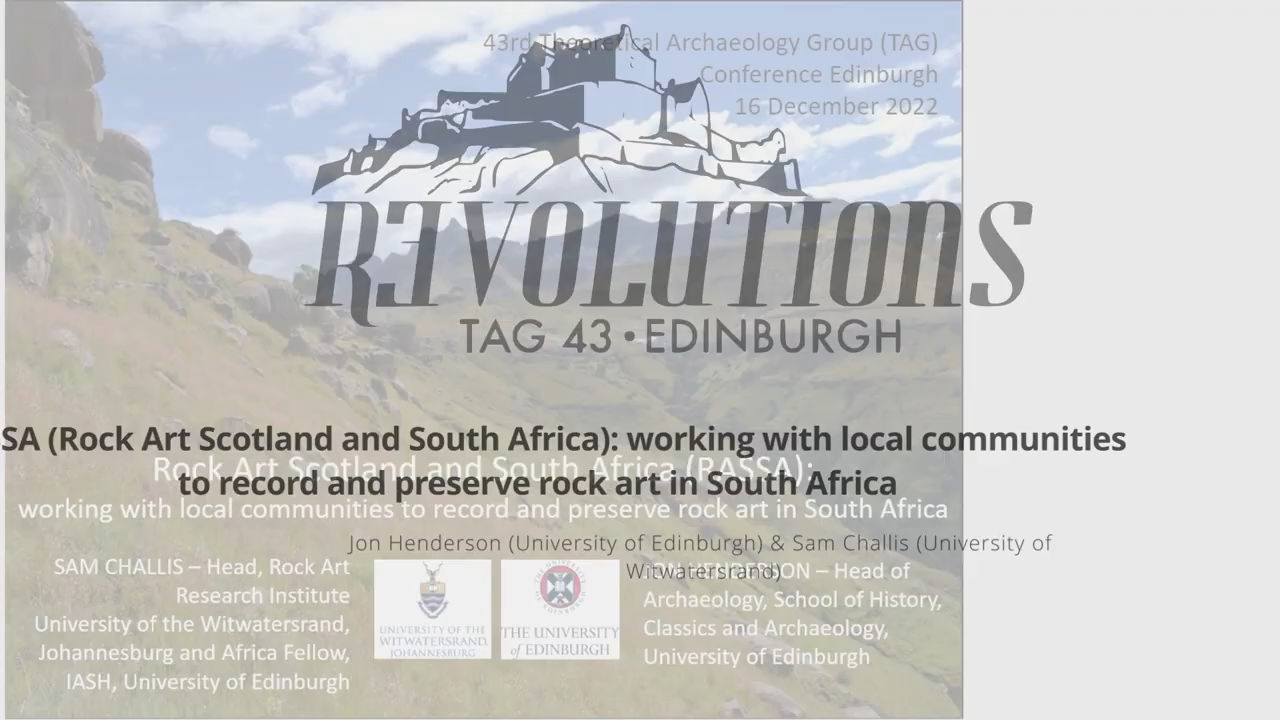 43rd Theoretical Archaeology Group (TAG)
Conference Edinburgh
16 December 2022
RƎVOLUTIONS
TAG 43 • EDINBURGH
SA (Rock Art Scotland and South Africa): working with local communities
to record and preserve rock art in South Africa
Rock Art Scotland and South Africa (RASSA):
working with local communities to record and preserve rock art in South Africa
Jon Henderson (University of Edinburgh) & Sam Challis (University of
Witwatersrand)
SAM CHALLIS – Head, Rock Art
Research Institute
University of the Witwatersrand,
Johannesburg and Africa Fellow,
IASH, University of Edinburgh
UNIVERSITY OF THE
WITWATERSRAND,
JOHANNESBURG
THE UNIVERSITY
of EDINBURGH
JON HENDERSON – Head of
Archaeology, School of History,
Classics and Archaeology,
University of Edinburgh